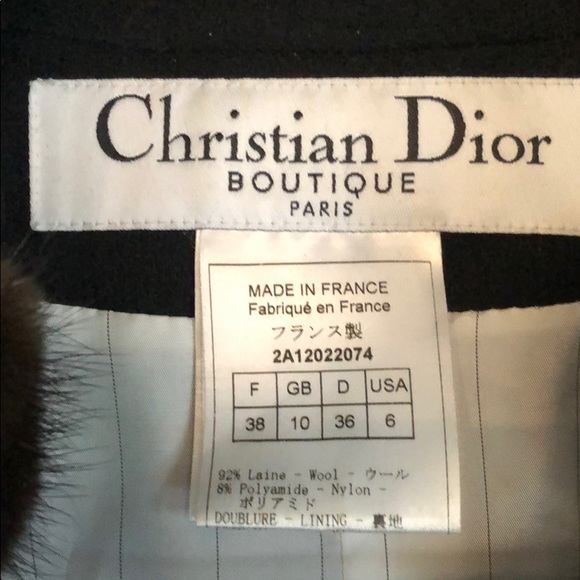 Christian Dior
BOUTIQUE
PARIS
MADE IN FRANCE
Fabriqué en France
フランス製
2A12022074
F GB D USA
38 10 36 6
92% Laine - Wool - ウール
8% Polyamide - Nylon -
ポリアミド
DOUBLURE - LINING - 裏地